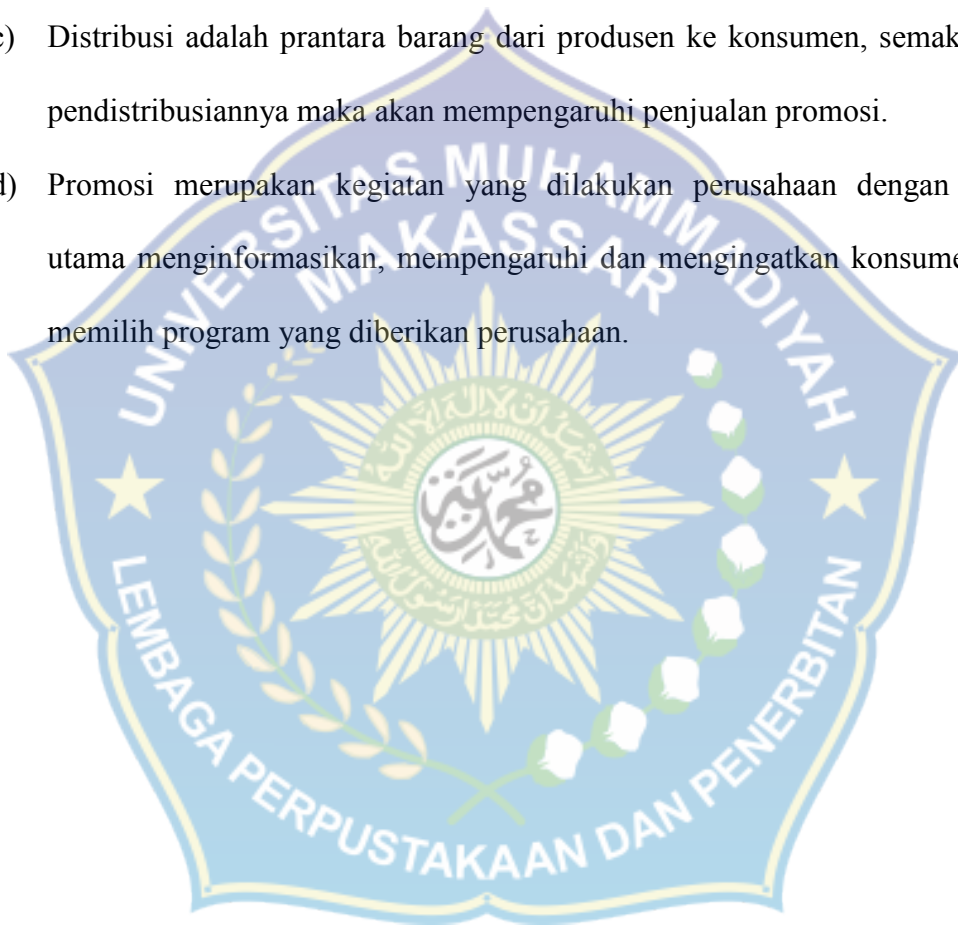 c) Distribusi adalah prantara barang dari produsen ke konsumen, semak
pendistribusiannya maka akan mempengaruhi penjualan promosi.
d) Promosi merupakan kegiatan yang dilakukan perusahaan dengan
utama menginformasikan, mempengaruhi dan mengingatkan konsume
memilih program yang diberikan perusahaan.
UNIVERSITAS MUHAMMADIYAH
MAKASSAR
LEMBAGA PERPUSTAKAAN DAN PENERBITAN